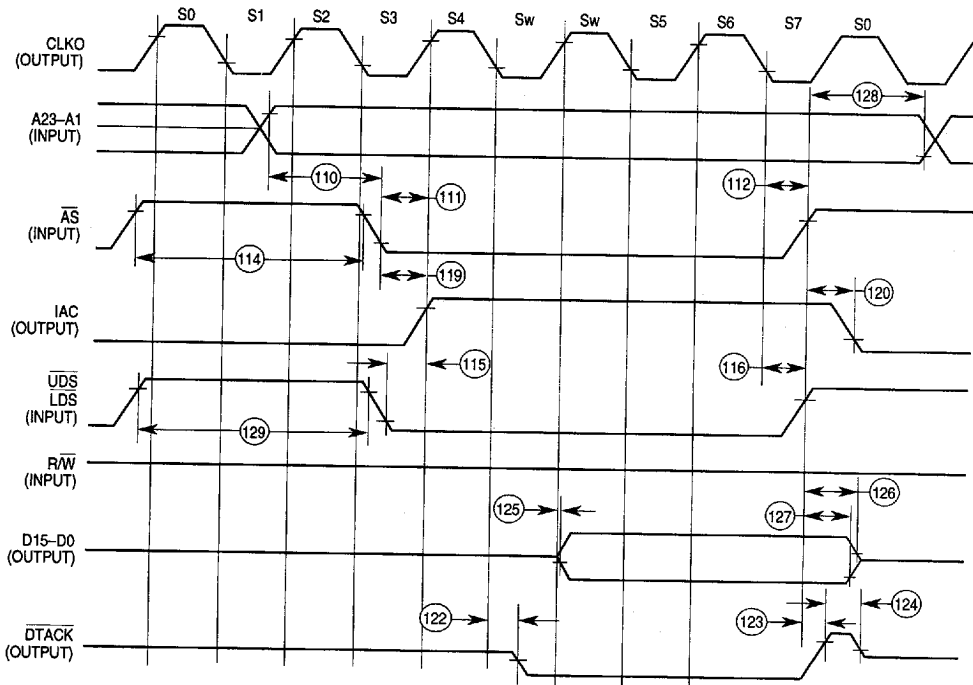 S0 S1 S2 S3 S4 Sw Sw S5 S6 S7 S0
CLKO
(OUTPUT)
128
A23–A1
(INPUT)
110
111
112
AS
(INPUT)
114
119
120
IAC
(OUTPUT)
115
116
UDS
LDS
(INPUT)
129
R/W
(INPUT)
126
125
127
D15–D0
(OUTPUT)
124
122
123
DTACK
(OUTPUT)